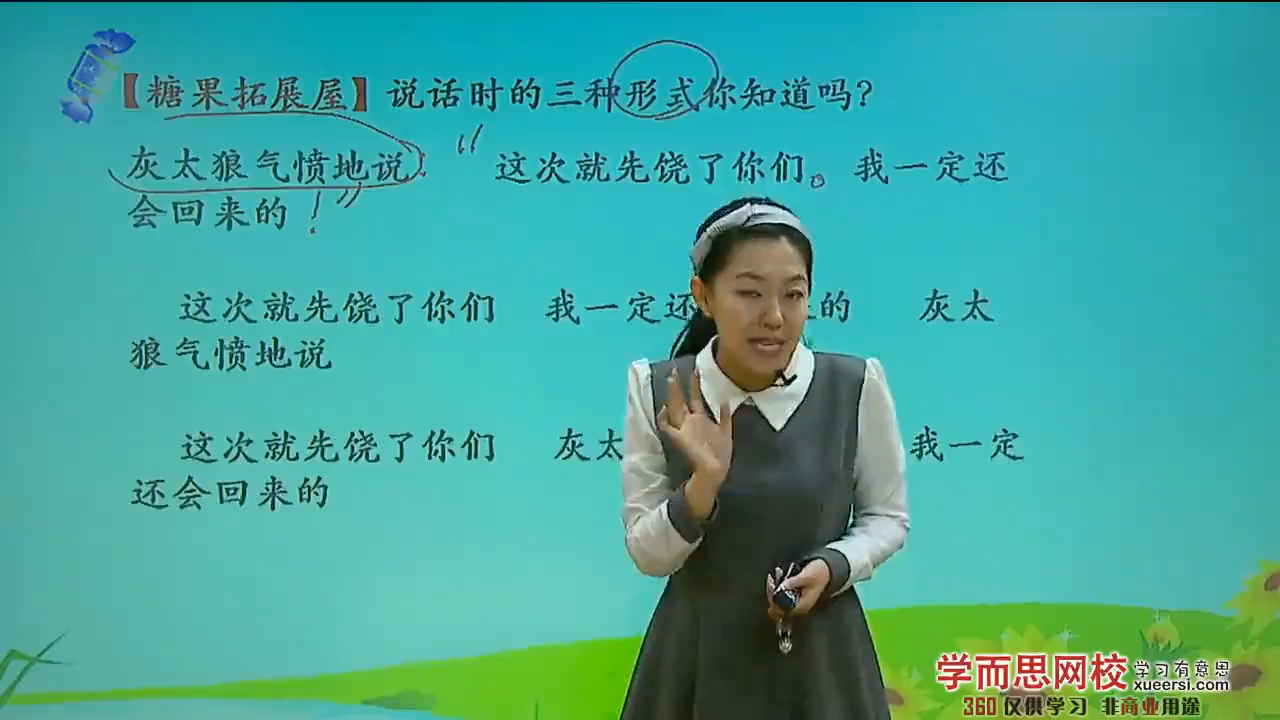 【糖果拓展屋】说话时的三种形式你知道吗?
灰太狼气愤地说:“这次就先饶了你们。我一定还
会回来的!”
这次就先饶了你们 我一定还 的 灰太
狼气愤地说
这次就先饶了你们 灰太 我一定
还会回来的
学而思网校 学习有意思
xueersi.com
360 仅供学习 非商业用途